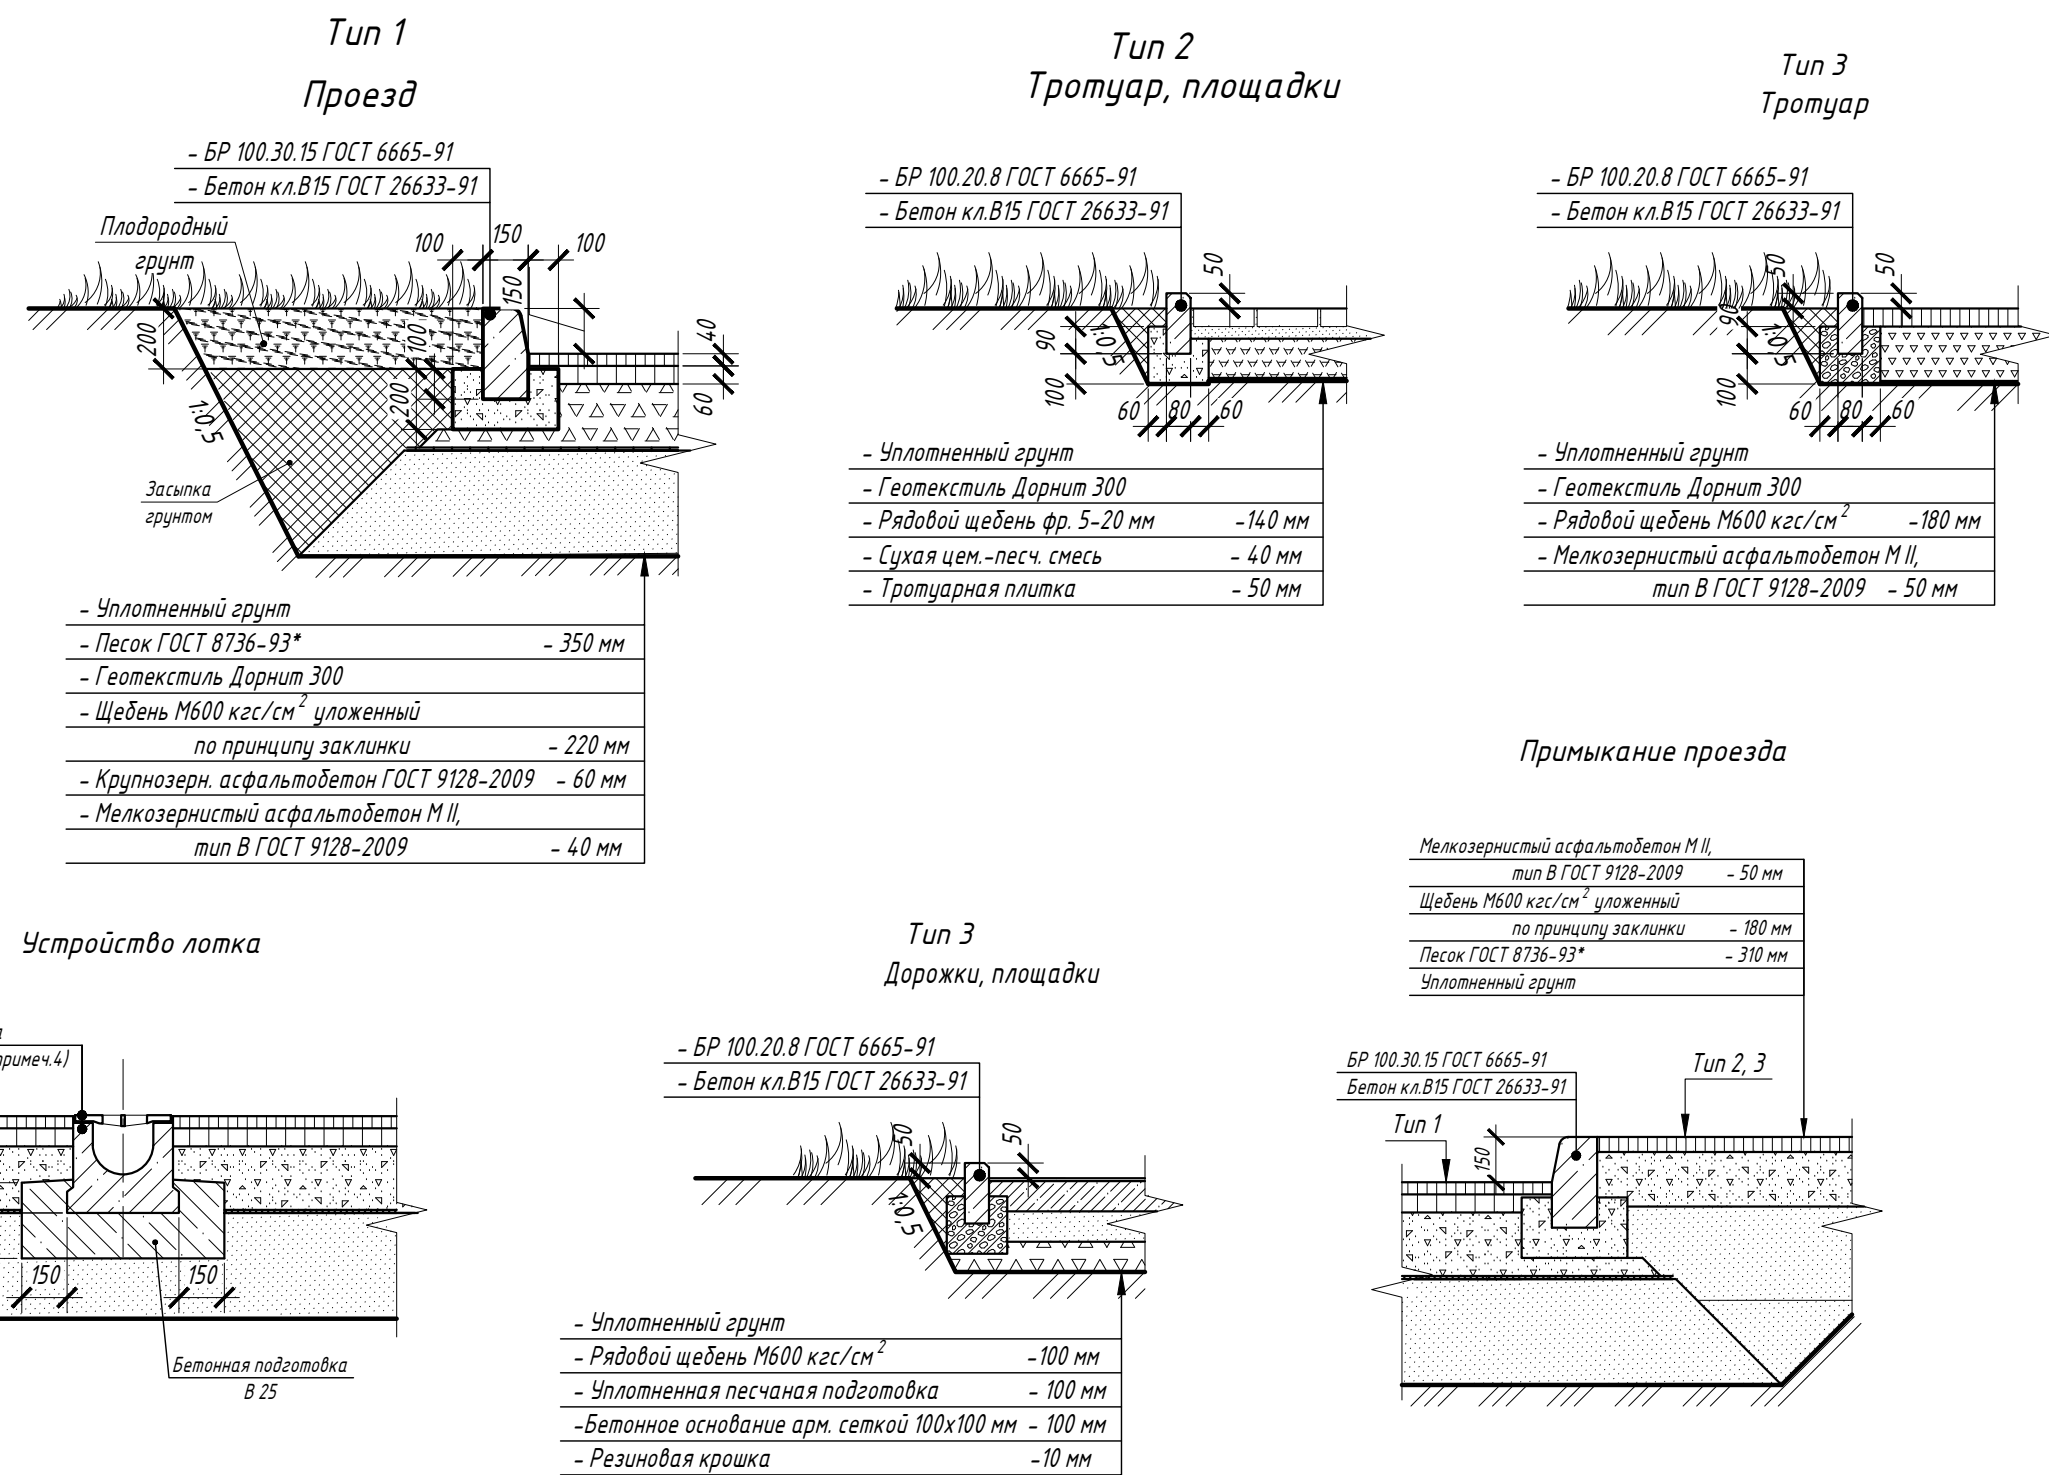 Тип 1
Проезд
- БР 100.30.15 ГОСТ 6665-91
- Бетон кл.В15 ГОСТ 26633-91
Плодородный
грунт
100
150
100
150
200
100
200
40
60
1:0,5
Засыпка
грунтом
- Уплотненный грунт
- Песок ГОСТ 8736-93* - 350 мм
- Геотекстиль Дорнит 300
- Щебень М600 кгс/см² уложенный
по принципу заклинки - 220 мм
- Крупнозерн. асфальтобетон ГОСТ 9128-2009 - 60 мм
- Мелкозернистый асфальтобетон М II,
тип В ГОСТ 9128-2009 - 40 мм
Тип 2
Тротуар, площадки
- БР 100.20.8 ГОСТ 6665-91
- Бетон кл.В15 ГОСТ 26633-91
50
90
1:0,5
100
60
80
60
- Уплотненный грунт
- Геотекстиль Дорнит 300
- Рядовой щебень фр. 5-20 мм -140 мм
- Сухая цем.-песч. смесь - 40 мм
- Тротуарная плитка - 50 мм
Тип 3
Тротуар
- БР 100.20.8 ГОСТ 6665-91
- Бетон кл.В15 ГОСТ 26633-91
50
50
90
1:0,5
100
60
80
60
- Уплотненный грунт
- Геотекстиль Дорнит 300
- Рядовой щебень М600 кгс/см² -180 мм
- Мелкозернистый асфальтобетон М II,
тип В ГОСТ 9128-2009 - 50 мм
Устройство лотка
примеч.4)
150
150
Бетонная подготовка
В 25
Тип 3
Дорожки, площадки
- БР 100.20.8 ГОСТ 6665-91
- Бетон кл.В15 ГОСТ 26633-91
50
50
1:0,5
- Уплотненный грунт
- Рядовой щебень М600 кгс/см² -100 мм
- Уплотненная песчаная подготовка - 100 мм
-Бетонное основание арм. сеткой 100х100 мм - 100 мм
- Резиновая крошка -10 мм
Примыкание проезда
Мелкозернистый асфальтобетон М II,
тип В ГОСТ 9128-2009 - 50 мм
Щебень М600 кгс/см² уложенный
по принципу заклинки - 180 мм
Песок ГОСТ 8736-93* - 310 мм
Уплотненный грунт
БР 100.30.15 ГОСТ 6665-91
Бетон кл.В15 ГОСТ 26633-91
Тип 2, 3
Тип 1
150